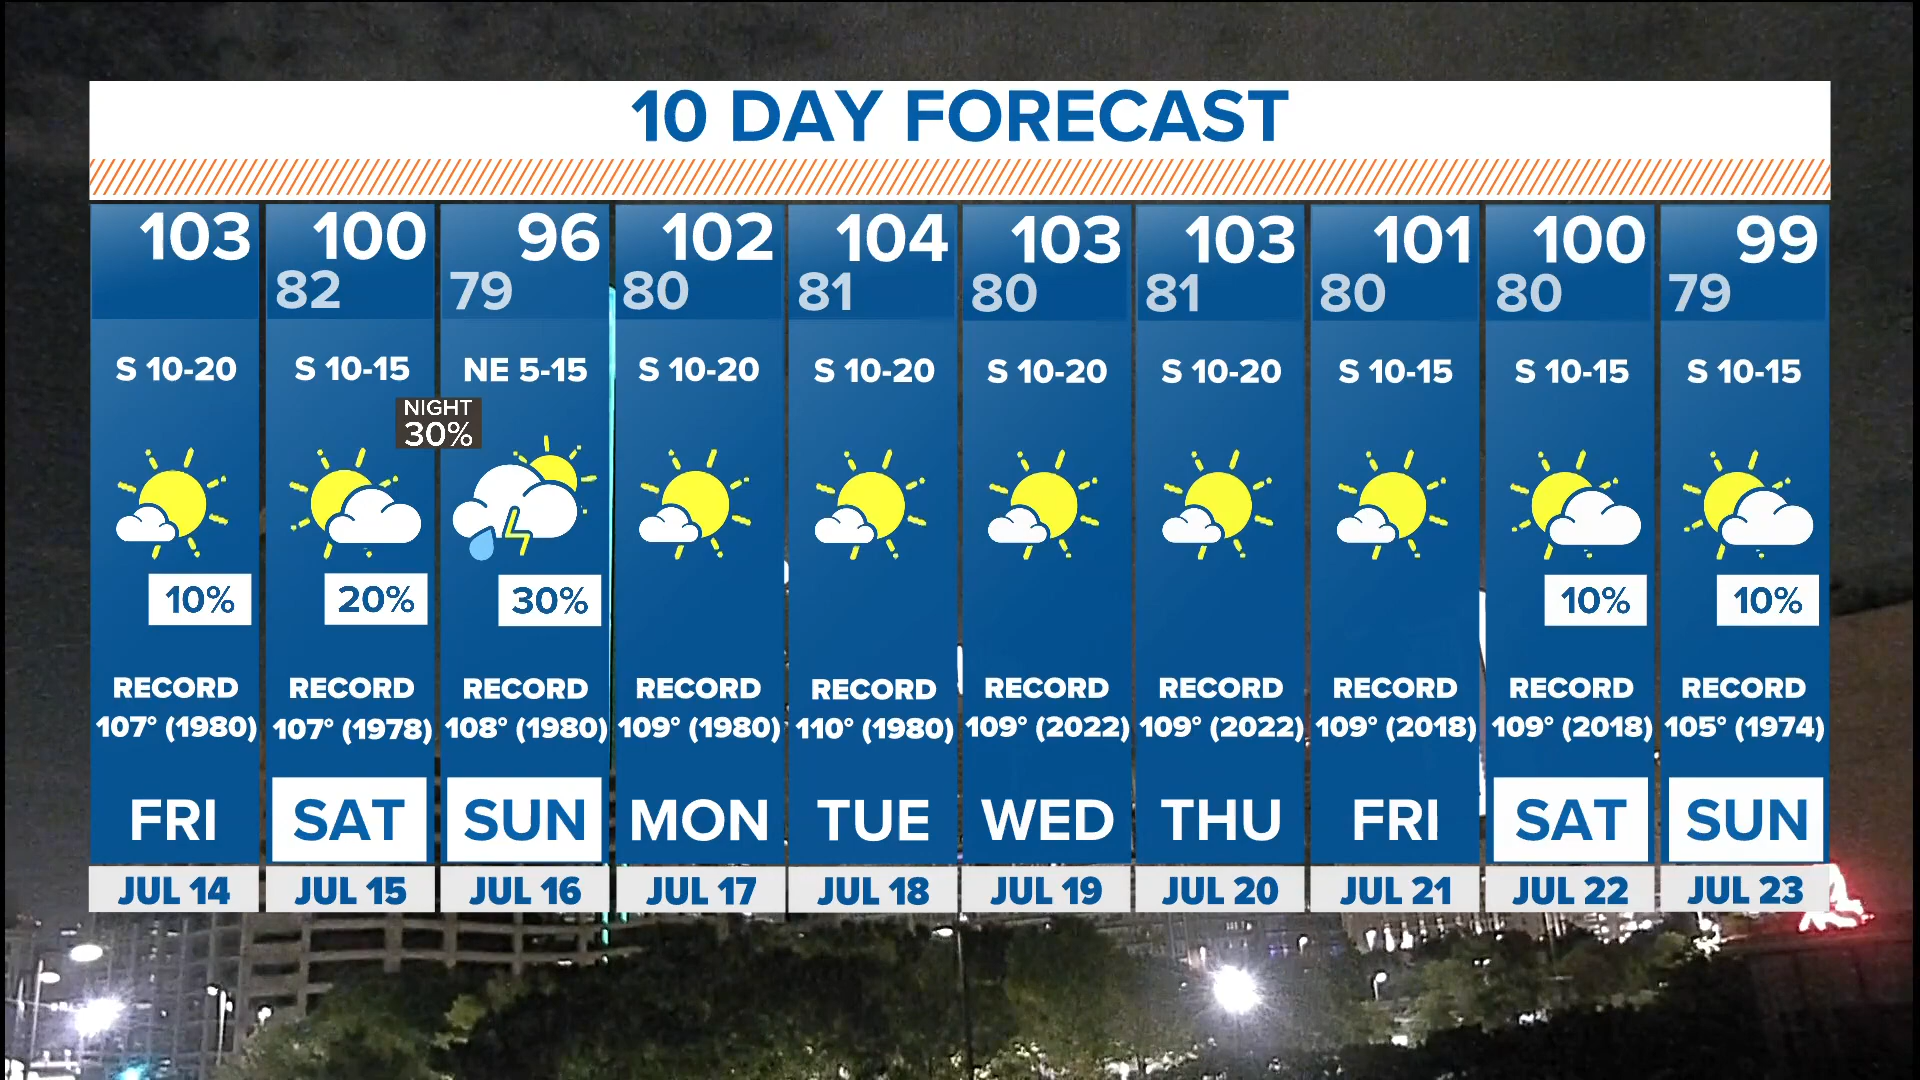 10 DAY FORECAST
103 100 96 102 104 103 103 101 100 99
82 79 80 81 80 81 80 80 79
S 10-20 S 10-15 NE 5-15 S 10-20 S 10-20 S 10-20 S 10-20 S 10-15 S 10-15 S 10-15
NIGHT
30%
10% 20% 30% 10% 10%
RECORD RECORD RECORD RECORD RECORD RECORD RECORD RECORD RECORD RECORD
107° (1980) 107° (1978) 108° (1980) 109° (1980) 110° (1980) 109° (2022) 109° (2022) 109° (2018) 109° (2018) 105° (1974)
FRI SAT SUN MON TUE WED THU FRI SAT SUN
JUL 14 JUL 15 JUL 16 JUL 17 JUL 18 JUL 19 JUL 20 JUL 21 JUL 22 JUL 23